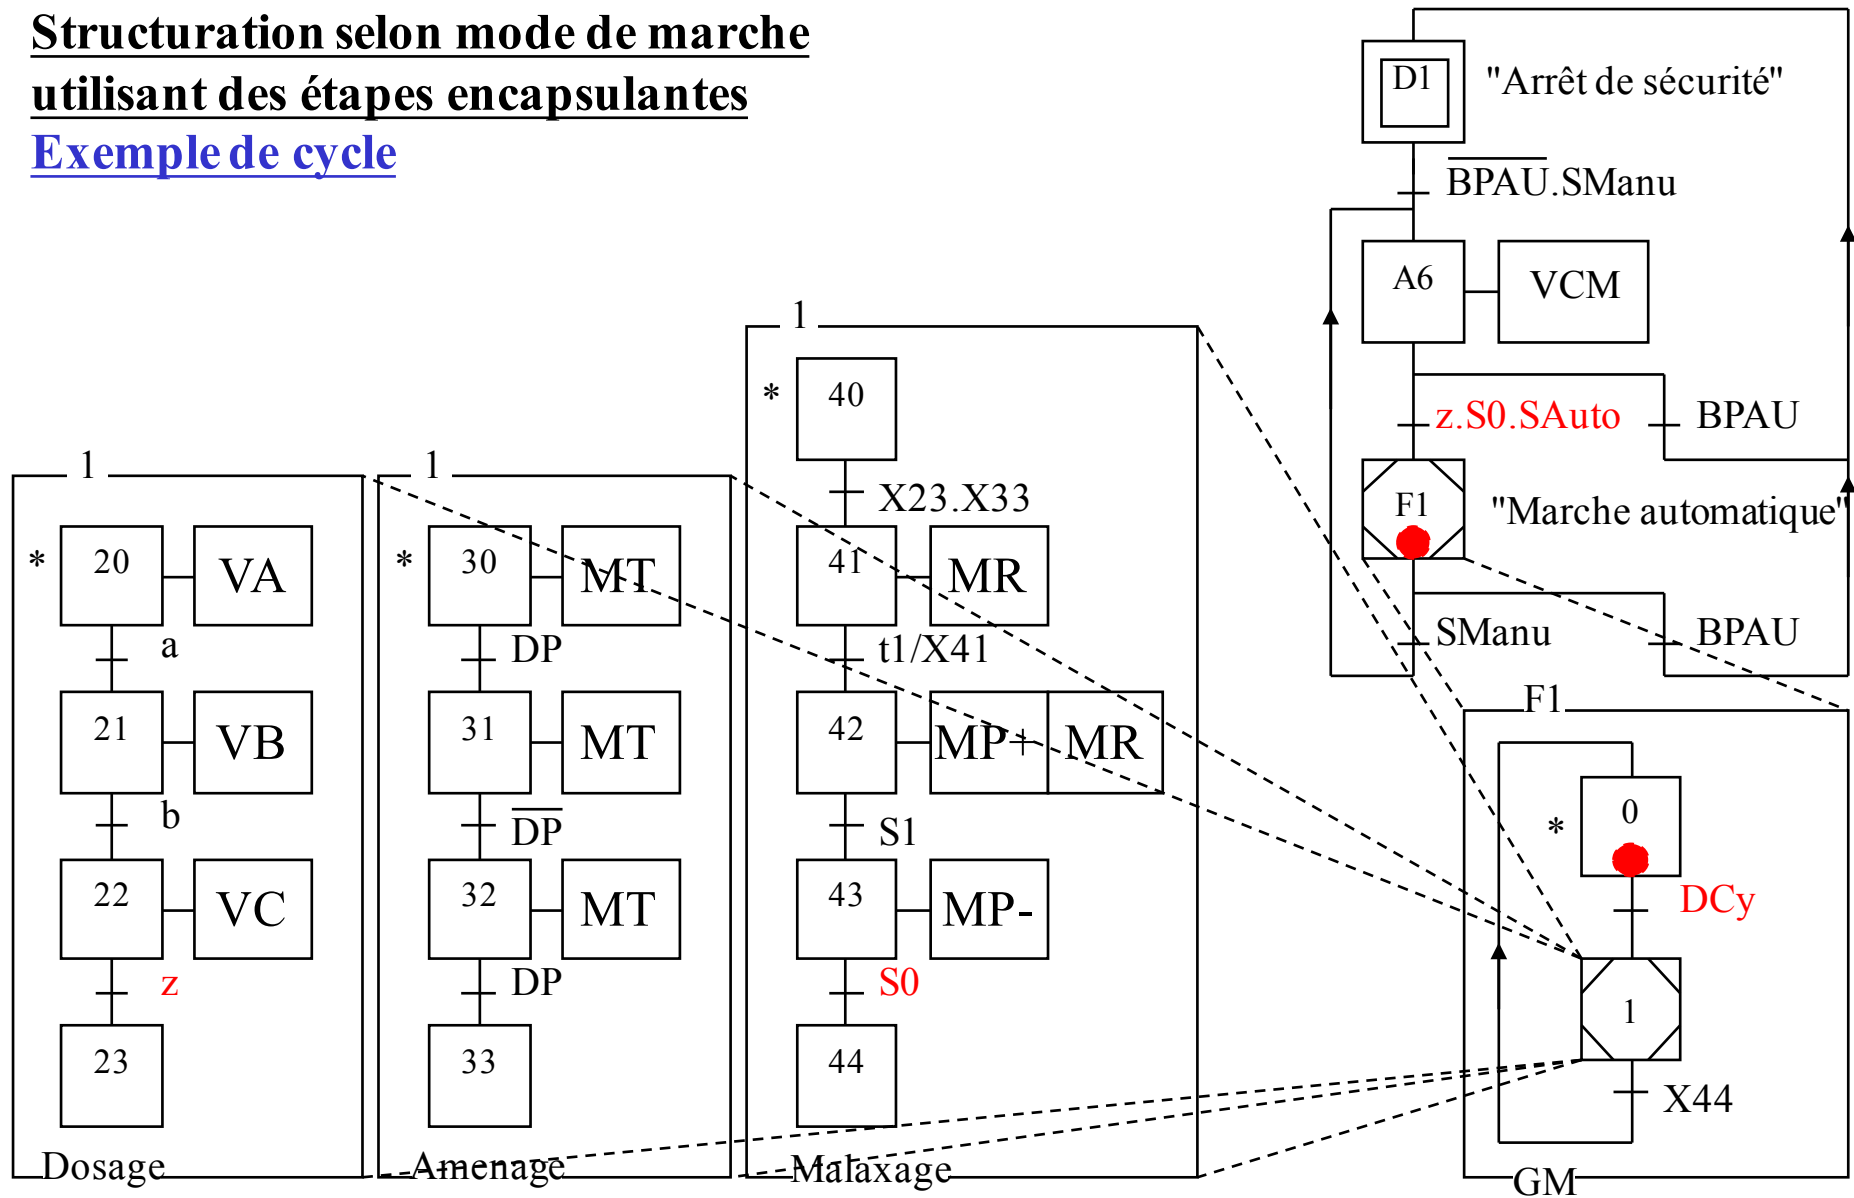 Structuration selon mode de marche
utilisant des étapes encapsulantes
Exemple de cycle
D1
"Arrêt de sécurité"
B̅P̅A̅U̅.SManu
A6
VCM
z.S0.SAuto
BPAU
F1
"Marche automatique"
SManu
BPAU
1
*
20
VA
a
21
VB
b
22
VC
z
23
Dosage
1
*
30
MT
DP
31
MT
D̅P̅
32
MT
DP
33
Amenage
1
*
40
X23.X33
41
MR
t1/X41
42
MP+
MR
S1
43
MP-
S0
44
Malaxage
F1
*
0
DCy
1
X44
GM